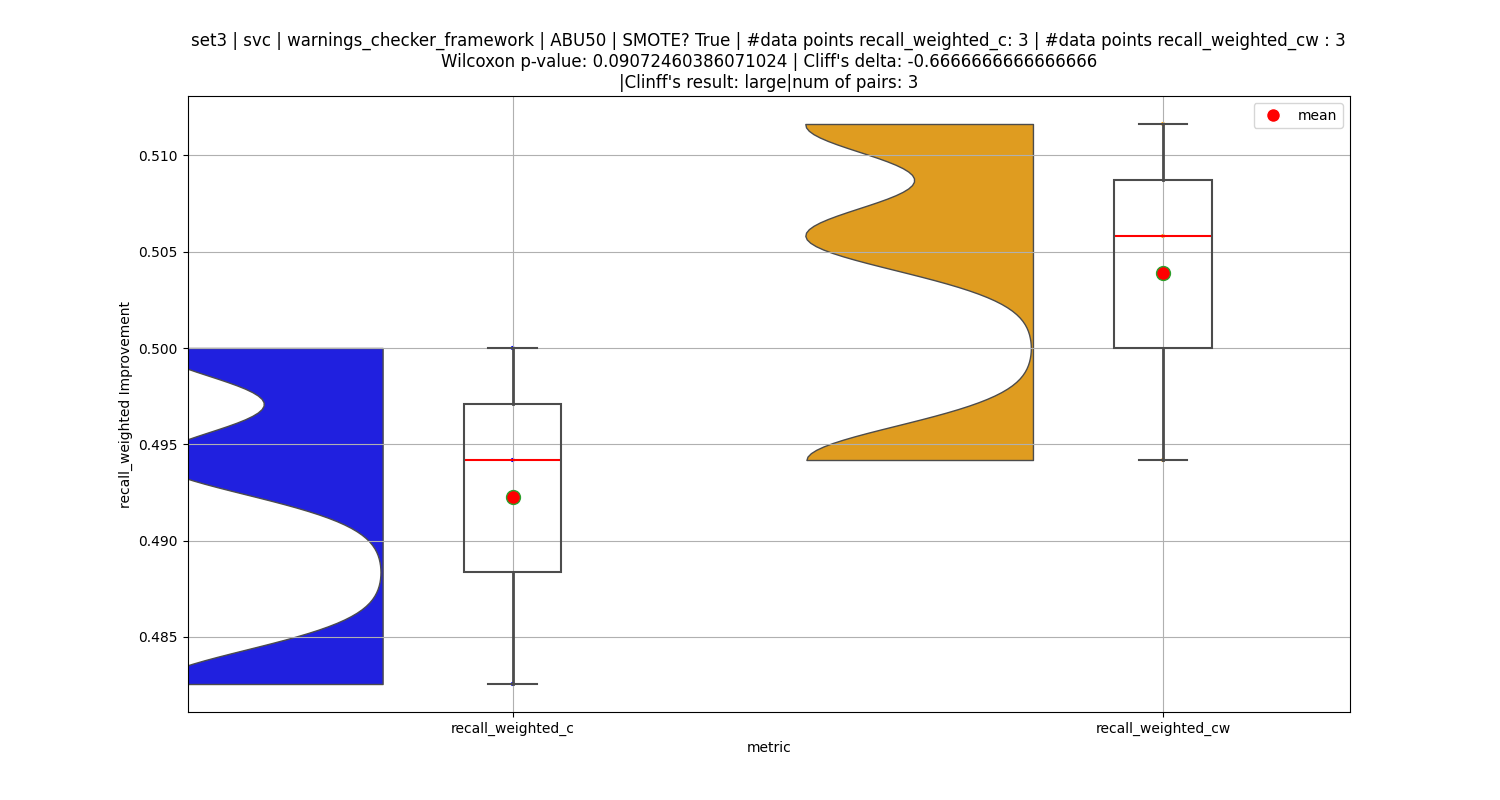 set3 | svc | warnings_checker_framework | ABU50 | SMOTE? True | #data points recall_weighted_c: 3 | #data points recall_weighted_cw : 3
Wilcoxon p-value: 0.09072460386071024 | Cliff's delta: -0.6666666666666666
|Clinff's result: large|num of pairs: 3
mean
0.510
0.505
0.500
0.495
0.490
0.485
recall_weighted Improvement
recall_weighted_c
recall_weighted_cw
metric